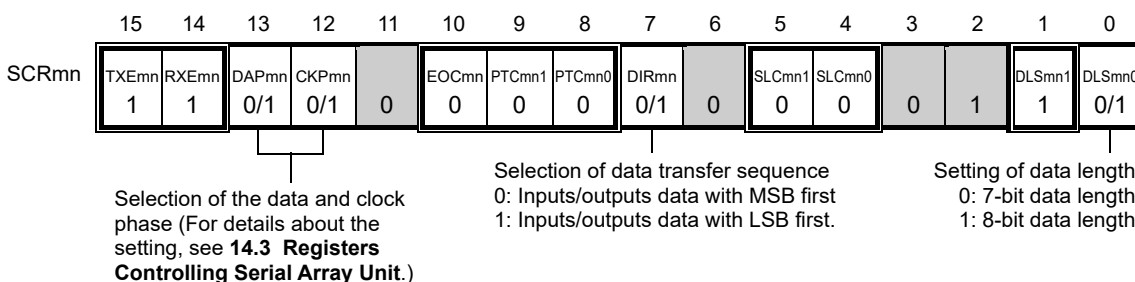 15 14 13 12 11 10 9 8 7 6 5 4 3 2 1 0
SCRmn
TXEmn RXEmn DAPmn CKPmn EOCmn PTCmn1 PTCmn0 DIRmn SLCmn1 SLCmn0 DLSmn1 DLSmn0
1 1 0/1 0/1 0 0 0 0 0/1 0 0 0 0 1 1 0/1
Selection of the data and clock
phase (For details about the
setting, see 14.3 Registers
Controlling Serial Array Unit.)
Selection of data transfer sequence
0: Inputs/outputs data with MSB first
1: Inputs/outputs data with LSB first.
Setting of data length
0: 7-bit data length
1: 8-bit data length